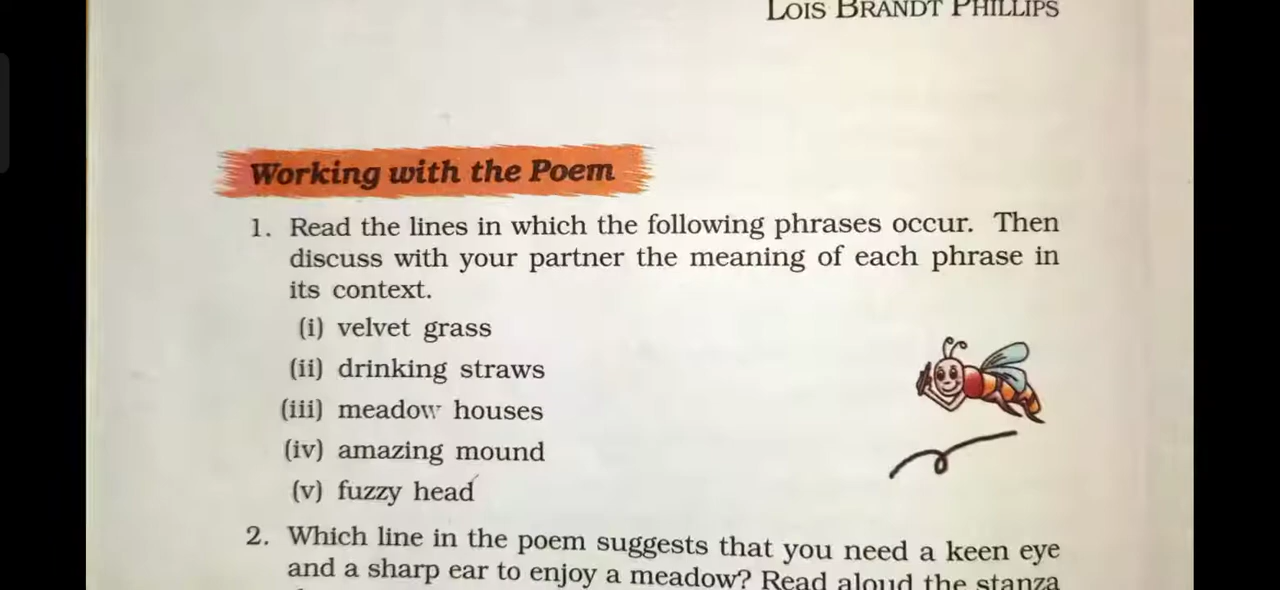 LOIS BRANDT PHILLIPS
Working with the Poem
1. Read the lines in which the following phrases occur. Then
discuss with your partner the meaning of each phrase in
its context.
(i) velvet grass
(ii) drinking straws
(iii) meadow houses
(iv) amazing mound
(v) fuzzy head
2. Which line in the poem suggests that you need a keen eye
and a sharp ear to enjoy a meadow? Read aloud the stanza